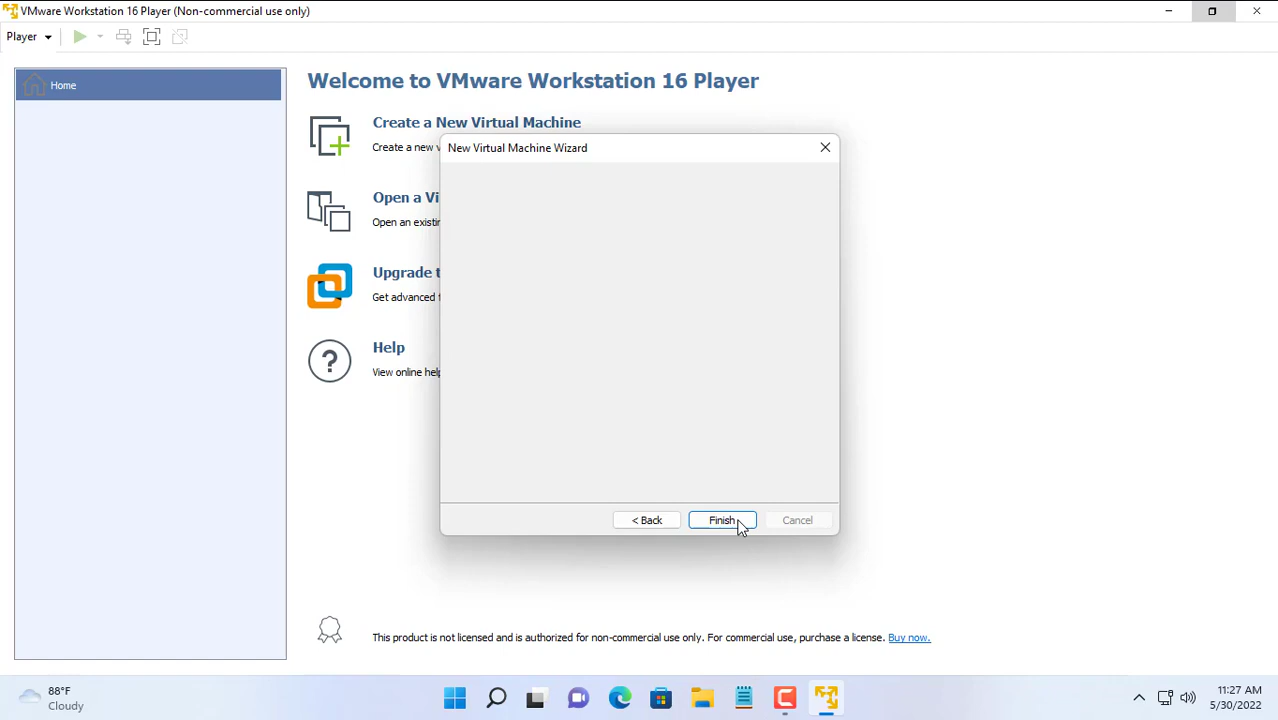 VMware Workstation 16 Player (Non-commercial use only)
Player
Home
Welcome to VMware Workstation 16 Player
Create a New Virtual Machine
Create a new v
New Virtual Machine Wizard
Open a Vi
Open an existin
Upgrade t
Get advanced f
Help
View online help
< Back
Finish
Cancel
This product is not licensed and is authorized for non-commercial use only. For commercial use, purchase a license. Buy now.
88°F
Cloudy
11:27 AM
5/30/2022